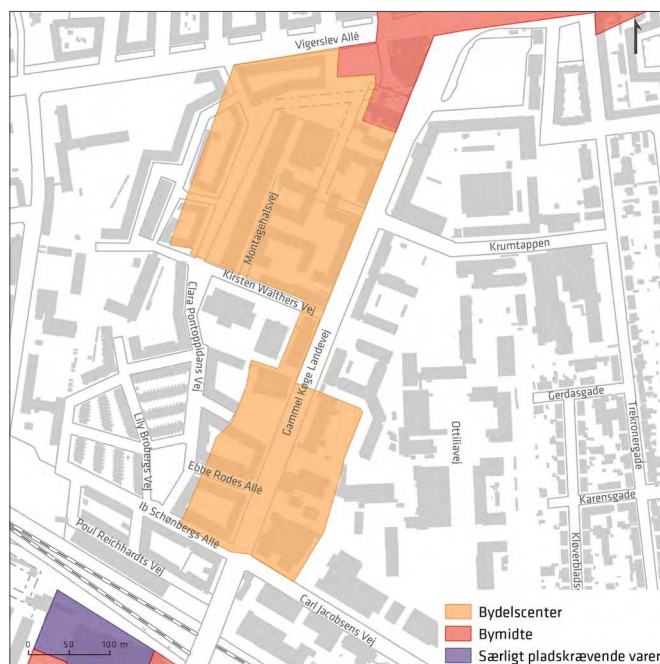 Vigerslev Allé
Krumtappen
Montagehalsvej
Kirsten Walthers Vej
Clara Pontoppidans Vej
Gammel Køge Landevej
Gerdasgade
Trekronergade
Lily Brobergs Vej
Ottiliavej
Ebbe Rodes Allé
Karensgade
Ib Schønbergs Allé
Poul Reichhardts Vej
Kløverblads
Carl Jacobsens Vej
Bydelscenter
Bymidte
Særligt pladskrævende varer
0 50 100 m